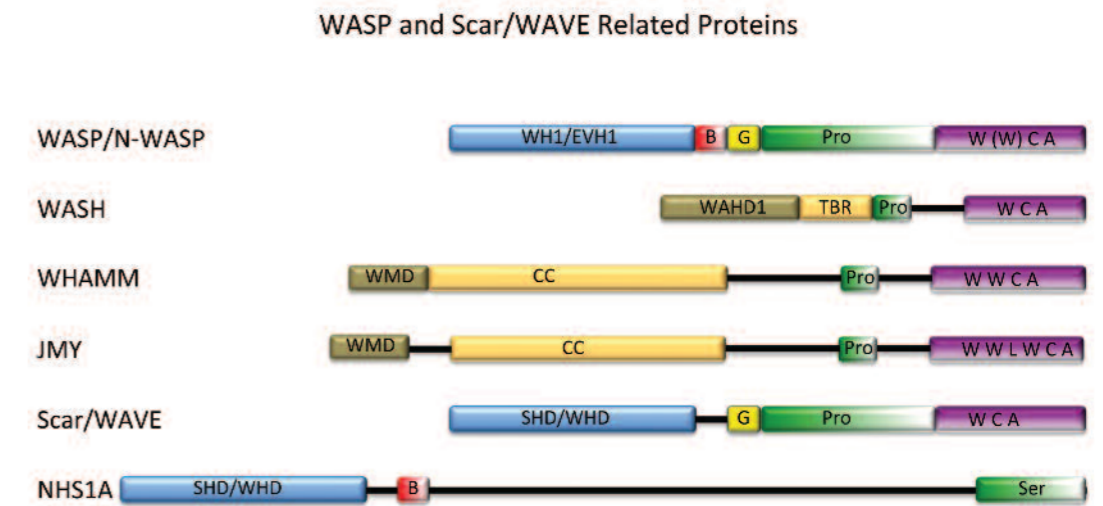 WASP and Scar/WAVE Related Proteins
WASP/N-WASP WH1/EVH1 B G Pro W (W) C A
WASH WAHD1 TBR Pro W C A
WHAMM WMD CC Pro W W C A
JMY WMD CC Pro W W L W C A
Scar/WAVE SHD/WHD G Pro W C A
NHS1A SHD/WHD B Ser